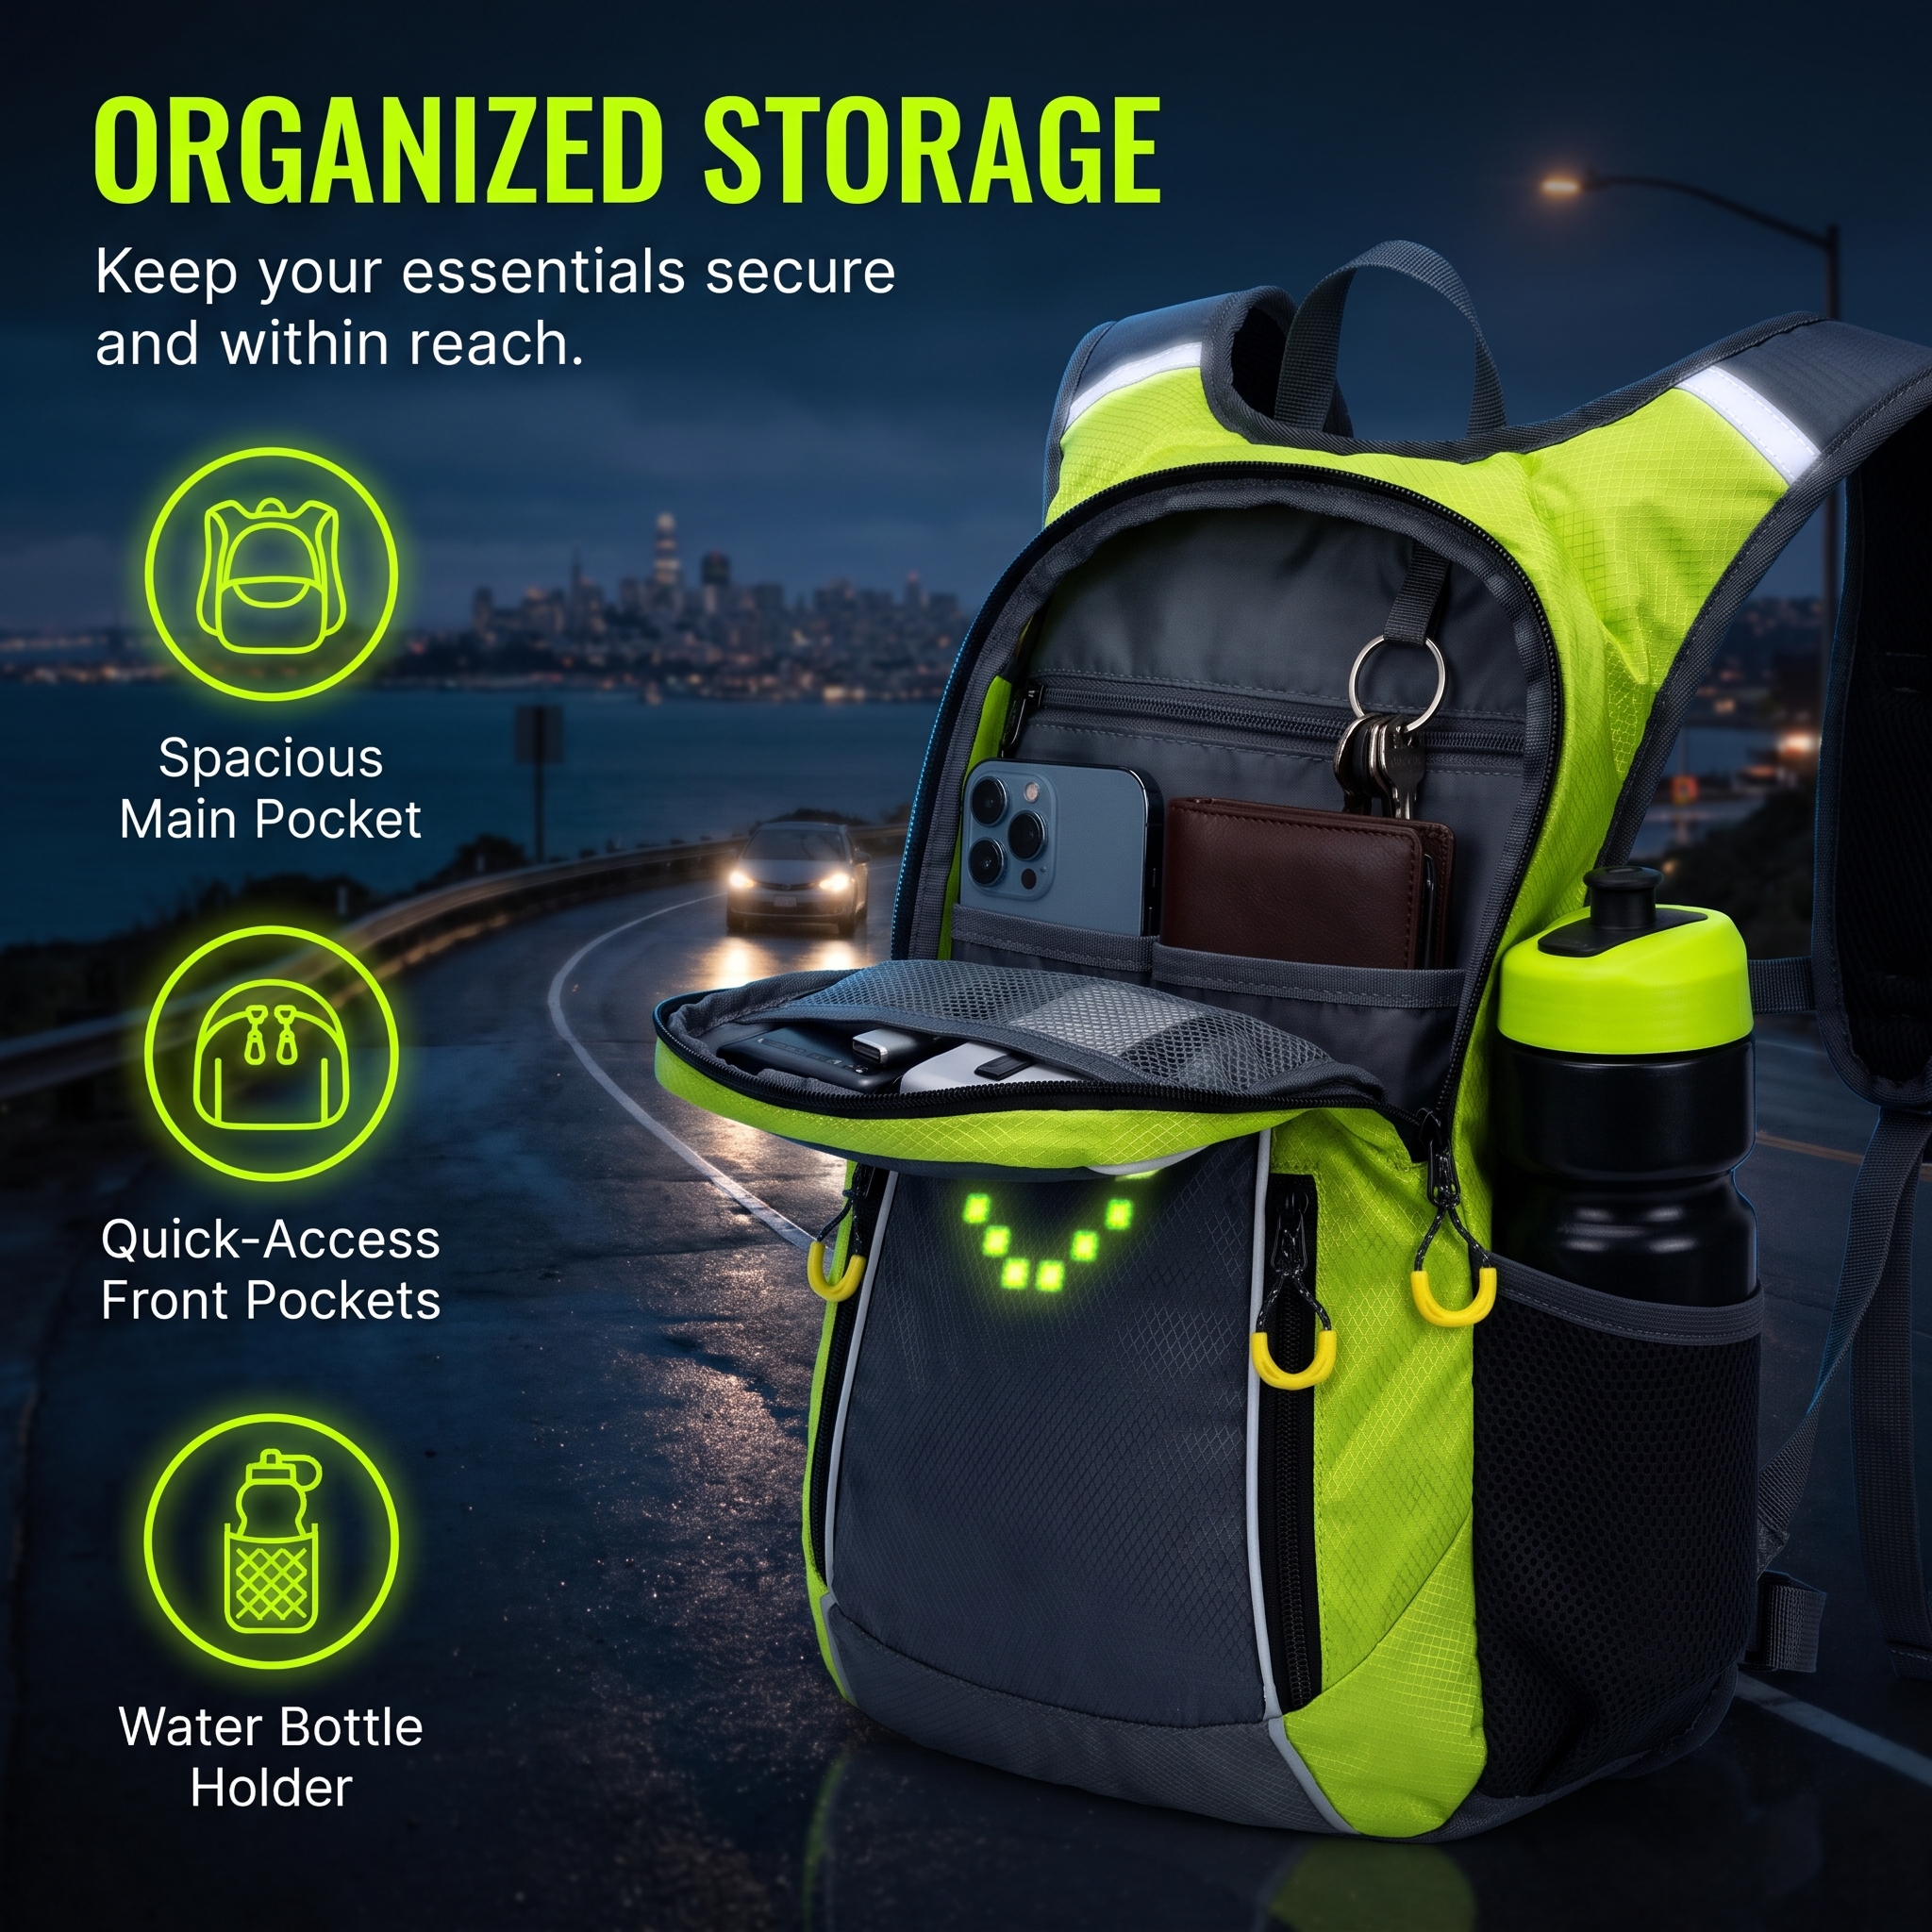 ORGANIZED STORAGE
Keep your essentials secure
and within reach.
Spacious
Main Pocket
Quick-Access
Front Pockets
Water Bottle
Holder